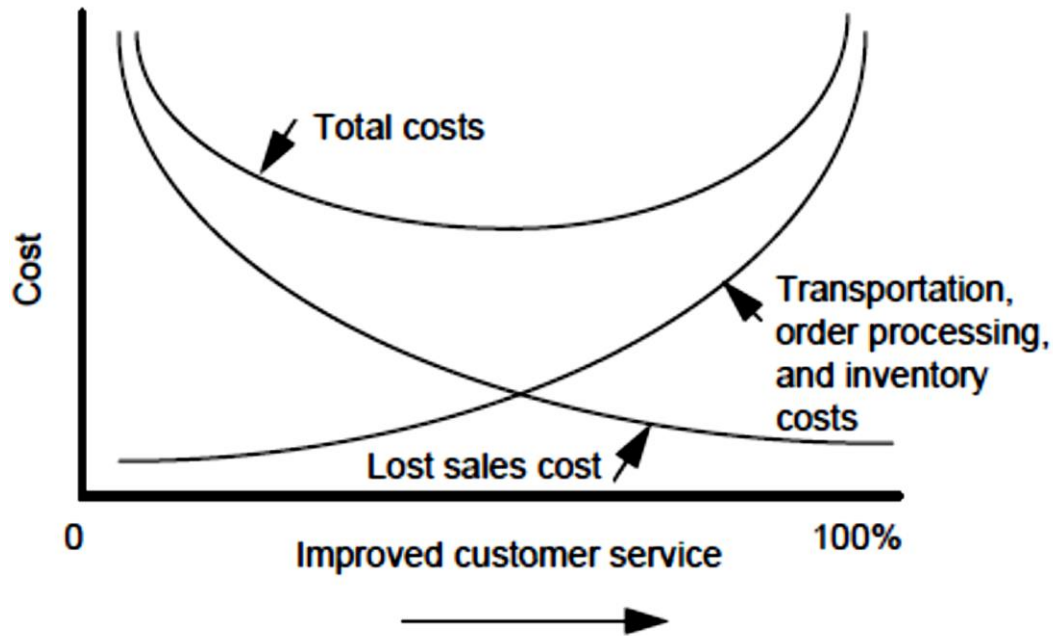 Total costs
Cost
Transportation,
order processing,
and inventory
costs
Lost sales cost
0
100%
Improved customer service